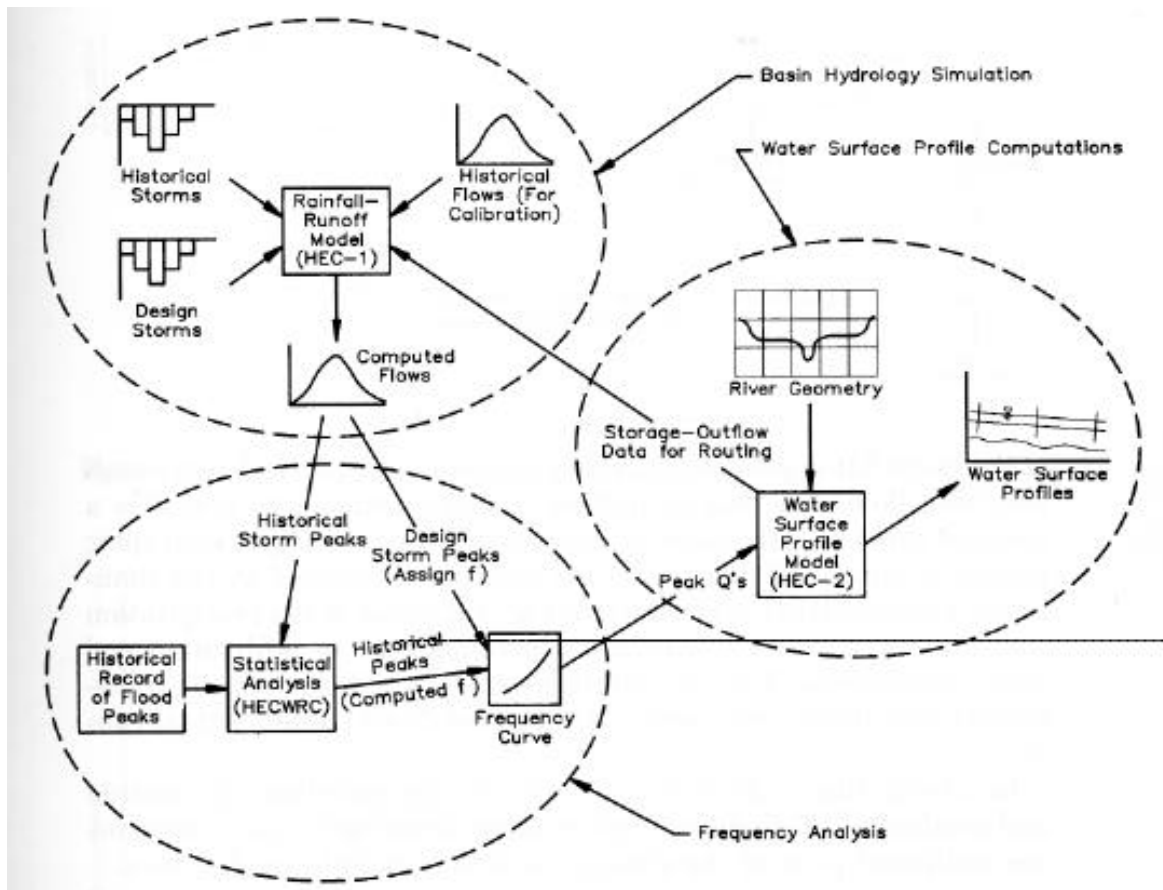 Basin Hydrology Simulation
Water Surface Profile Computations
Historical
Storms
Historical
Flows (For
Calibration)
Rainfall-
Runoff
Model
(HEC-1)
Design
Storms
Computed
Flows
River Geometry
Storage-Outflow
Data for Routing
Water Surface
Profiles
Water
Surface
Profile
Model
(HEC-2)
Historical
Storm Peaks
Design
Storm Peaks
(Assign f)
Peak Q's
Historical
Record
of Flood
Peaks
Statistical
Analysis
(HECWRC)
Historical
Peaks
(Computed f)
Frequency
Curve
Frequency Analysis